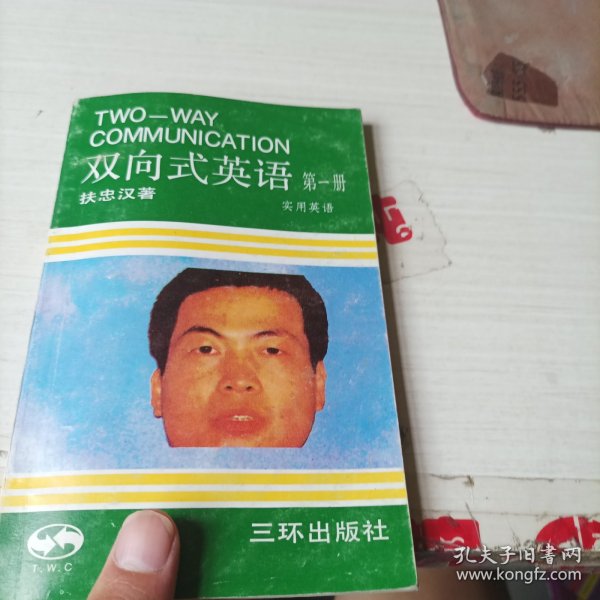 TWO—WAY
COMMUNICATION
双向式英语 第一册
扶忠汉著
实用英语
三环出版社
T.W.C
孔夫子旧书网
www.kongfz.com